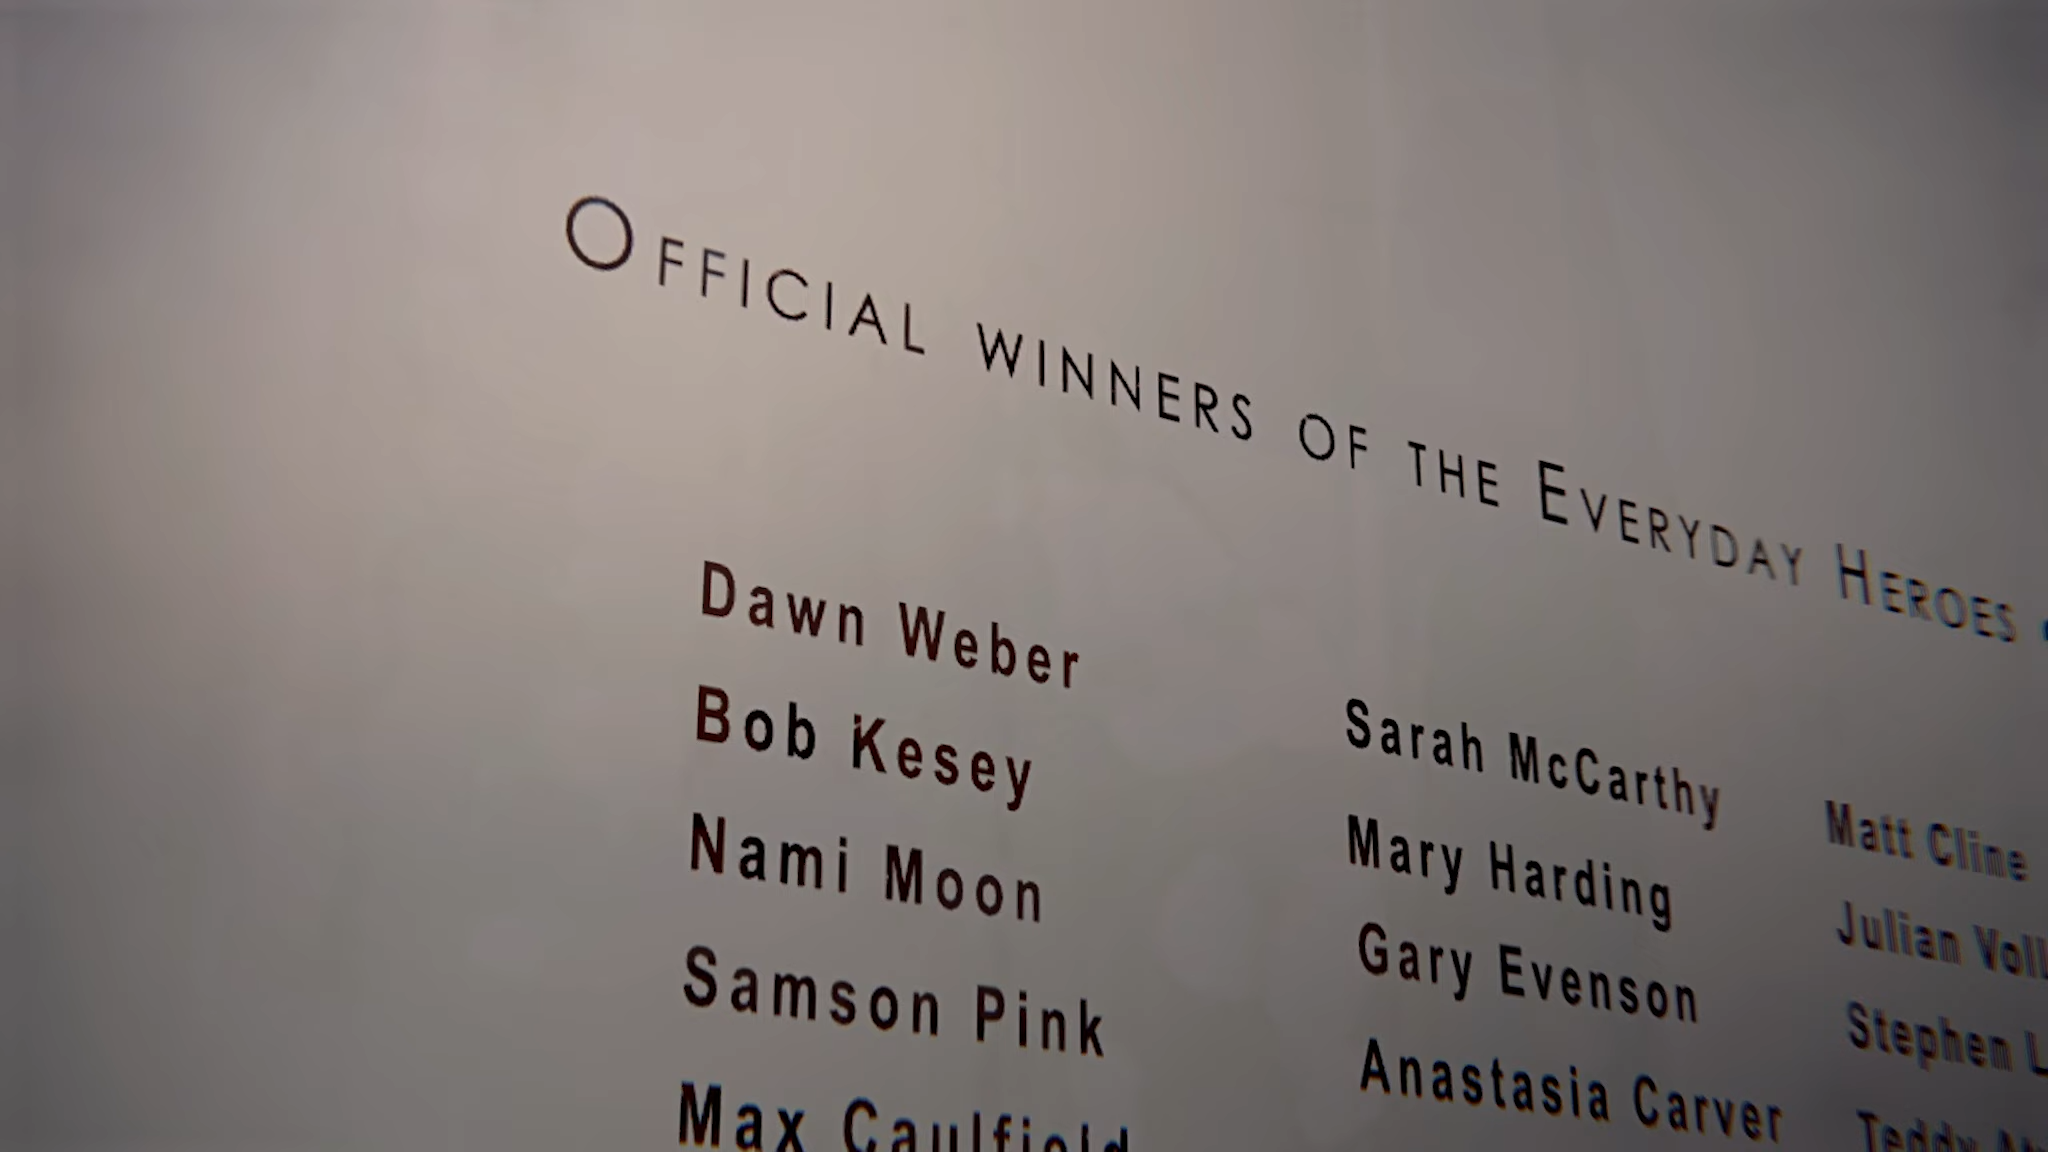 Official winners of the Everyday Heroes
Dawn Weber
Bob Kesey
Nami Moon
Samson Pink
Max Caulfield
Sarah McCarthy
Mary Harding
Gary Evenson
Anastasia Carver
Matt Cline
Julian
Stephen
Teddy